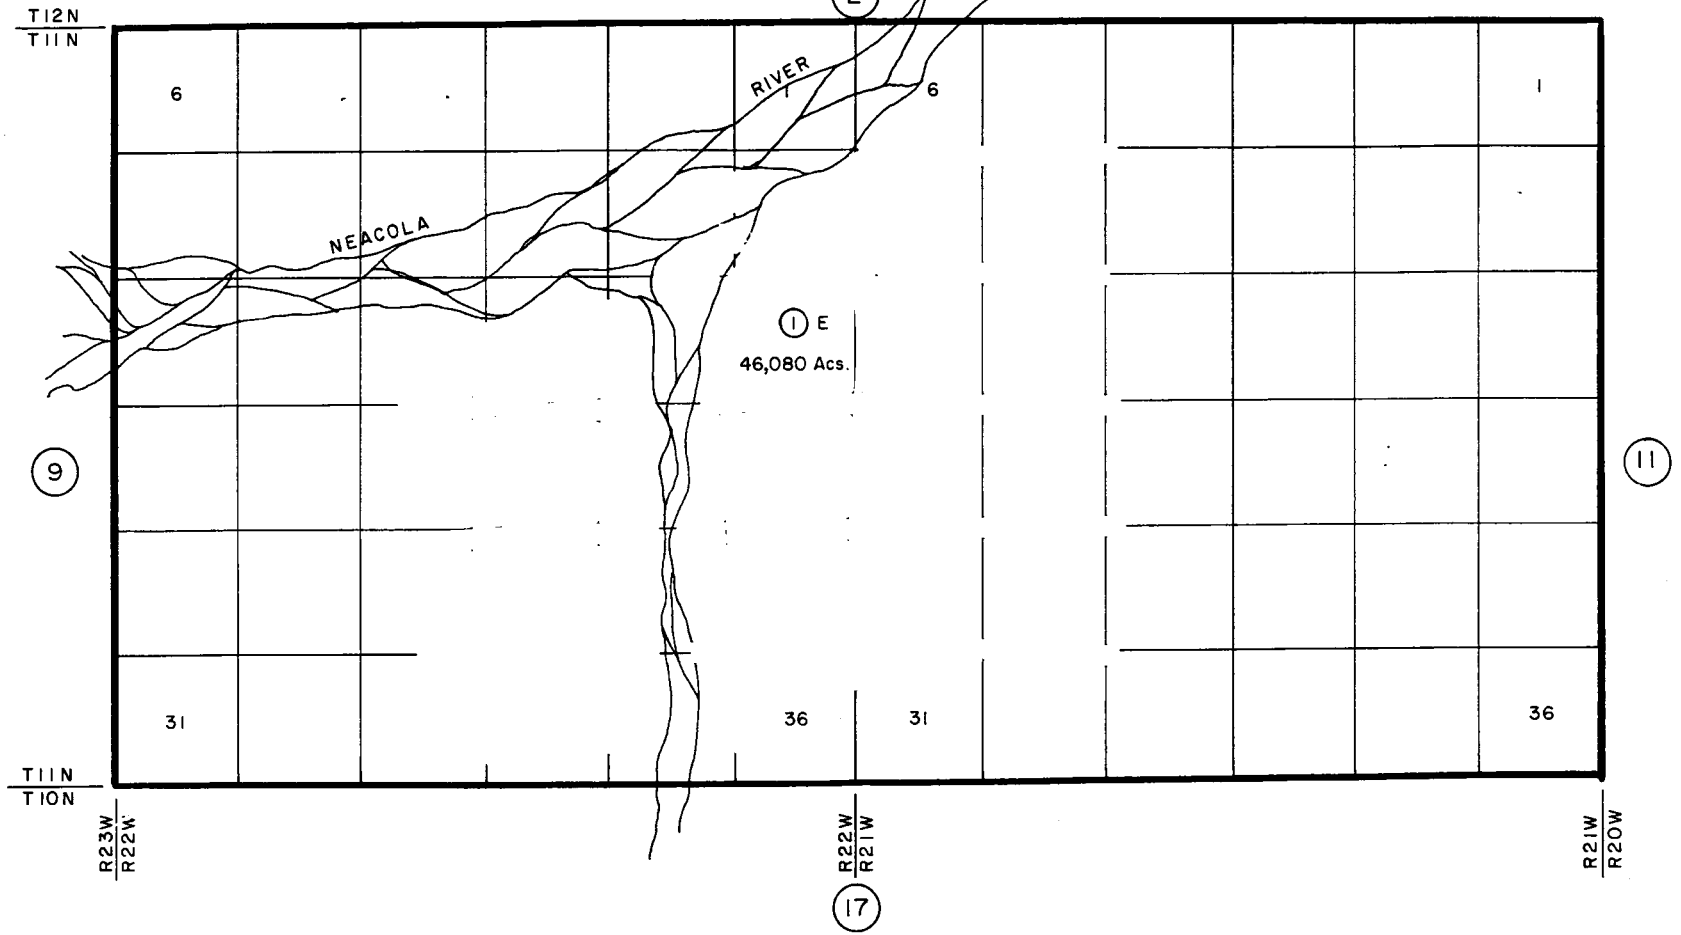 T12N
T11N
6
RIVER
6
1
NEACOLA
1 E
46,080 Acs.
9
11
31
36
31
36
T11N
T10N
R23W
R22W
R22W
R21W
R21W
R20W
17